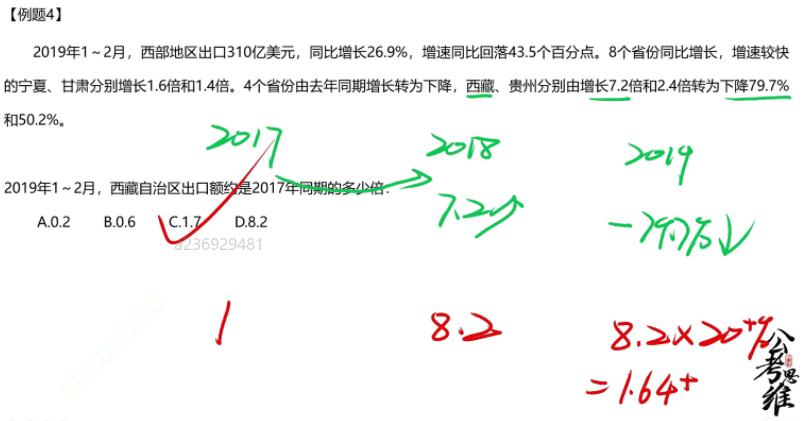 【例题4】
2019年1～2月，西部地区出口310亿美元，同比增长26.9%，增速同比回落43.5个百分点。8个省份同比增长，增速较快
的宁夏、甘肃分别增长1.6倍和1.4倍。4个省份由去年同期增长转为下降，西藏、贵州分别由增长7.2倍和2.4倍转为下降79.7%
和50.2%。
2017 2018 2019
2019年1～2月，西藏自治区出口额约是2017年同期的多少倍：
A.0.2 B.0.6 C.1.7 D.8.2
7.2↑ -79.7%↓
8236929481
SCLDLOUC
1 8.2 8.2×20+%
=1.64+
公考思维